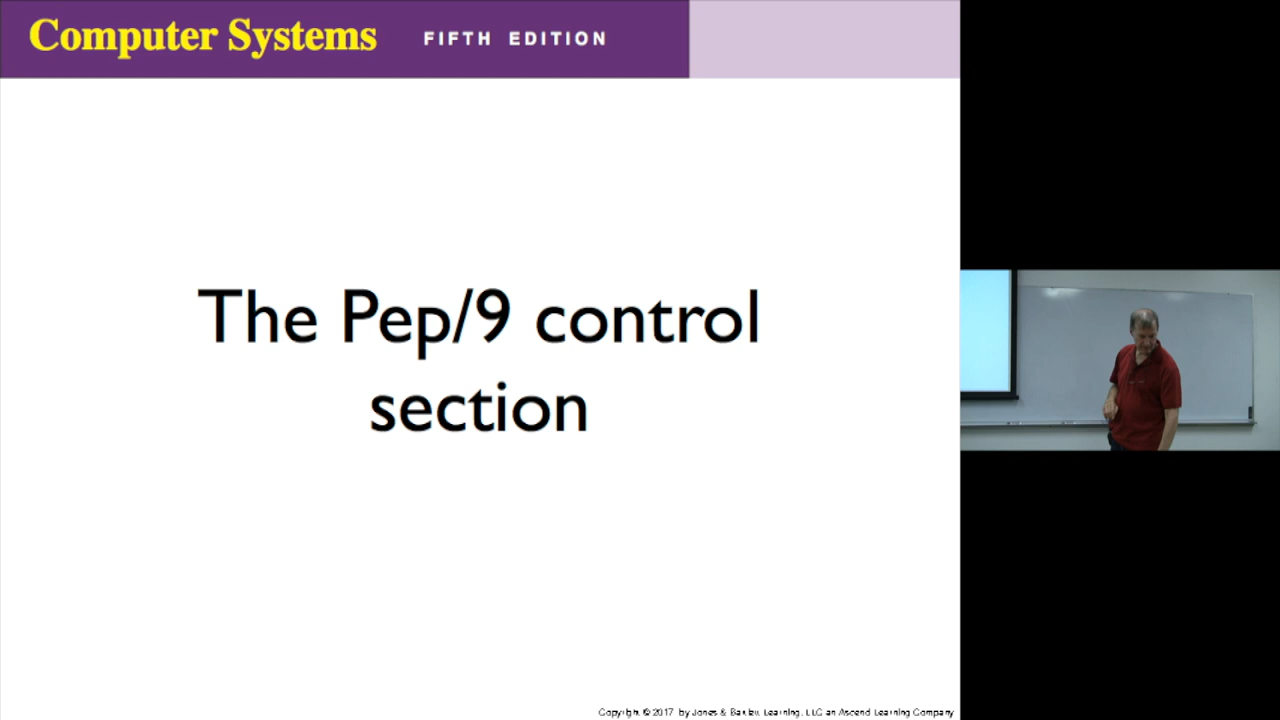 Computer Systems FIFTH EDITION
The Pep/9 control
section
Copyright © 2017 by Jones & Bartlett Learning, LLC an Ascend Learning Company